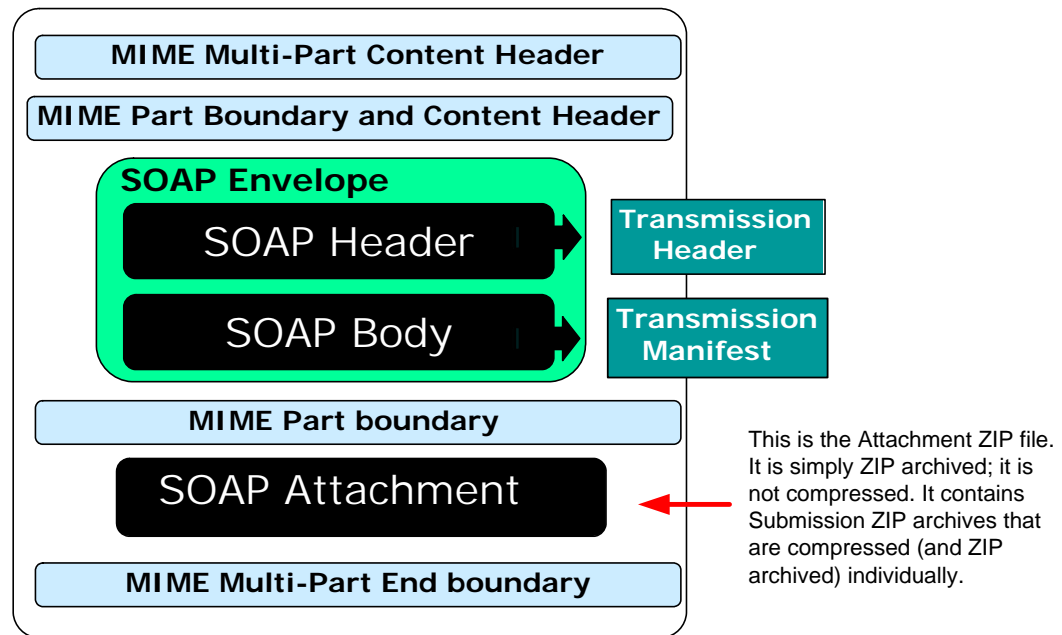 MIME Multi-Part Content Header
MIME Part Boundary and Content Header
SOAP Envelope
SOAP Header
Transmission
Header
SOAP Body
Transmission
Manifest
MIME Part boundary
SOAP Attachment
This is the Attachment ZIP file.
It is simply ZIP archived; it is
not compressed. It contains
Submission ZIP archives that
are compressed (and ZIP
archived) individually.
MIME Multi-Part End boundary